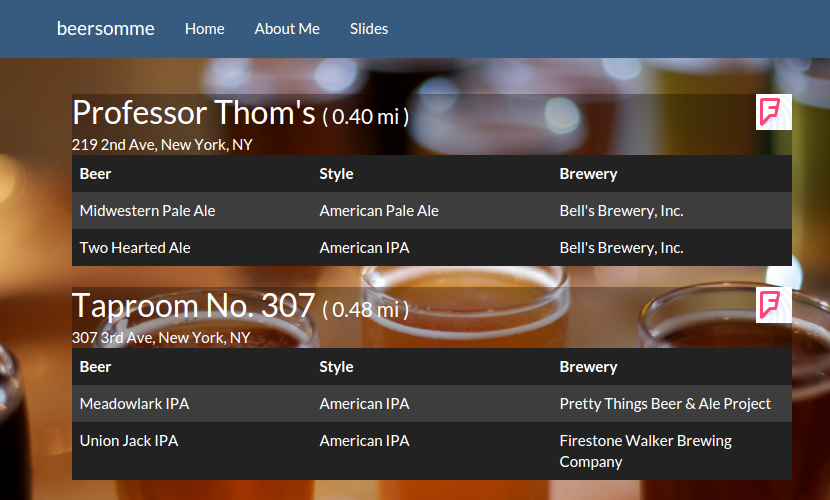 beersomme Home About Me Slides
Professor Thom's ( 0.40 mi )
219 2nd Ave, New York, NY
Beer Style Brewery
Midwestern Pale Ale American Pale Ale Bell's Brewery, Inc.
Two Hearted Ale American IPA Bell's Brewery, Inc.
Taproom No. 307 ( 0.48 mi )
307 3rd Ave, New York, NY
Beer Style Brewery
Meadowlark IPA American IPA Pretty Things Beer & Ale Project
Union Jack IPA American IPA Firestone Walker Brewing
Company